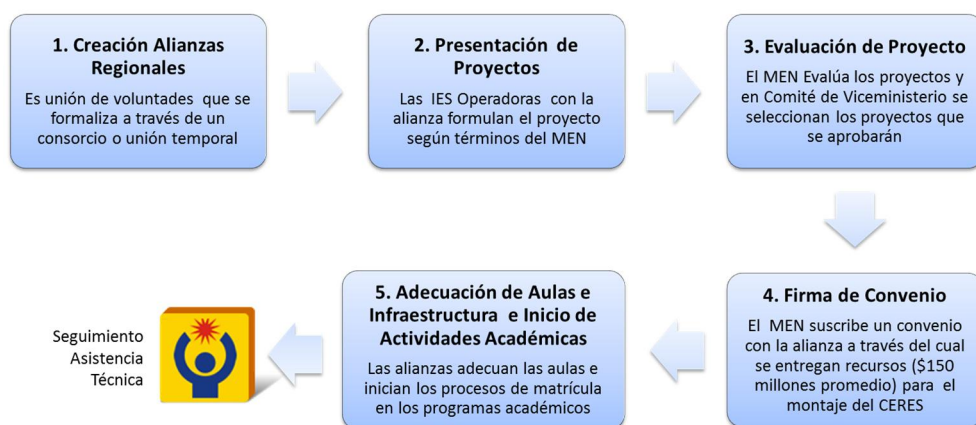 1. Creación Alianzas
Regionales
Es unión de voluntades que se
formaliza a través de un
consorcio o unión temporal
2. Presentación de
Proyectos
Las IES Operadoras con la
alianza formulan el proyecto
según términos del MEN
3. Evaluación de Proyecto
El MEN Evalúa los proyectos y
en Comité de Viceministerio se
seleccionan los proyectos que
se aprobarán
4. Firma de Convenio
El MEN suscribe un convenio
con la alianza a través del cual
se entregan recursos ($150
millones promedio) para el
montaje del CERES
5. Adecuación de Aulas e
Infraestructura e Inicio de
Actividades Académicas
Las alianzas adecuan las aulas e
inician los procesos de matrícula
en los programas académicos
Seguimiento
Asistencia
Técnica